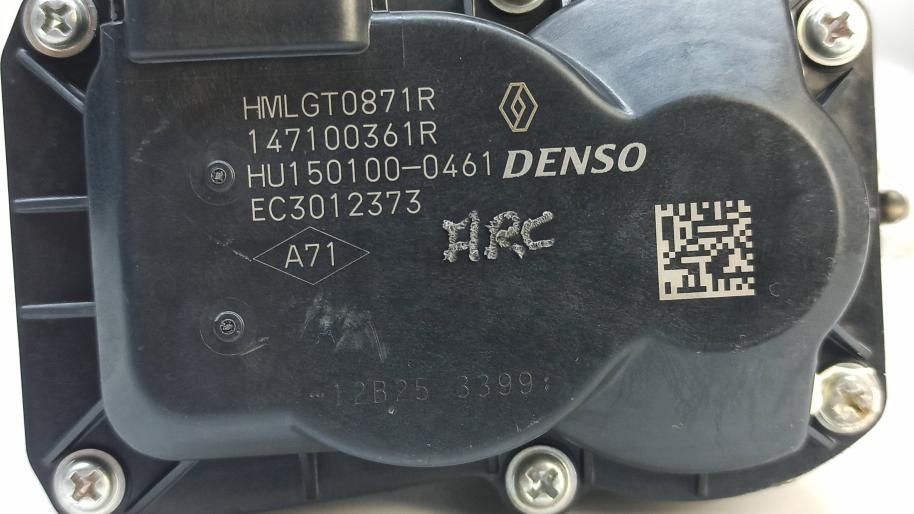 HMLGT0871R
147100361R
HU150100-0461 DENSO
EC3012373
ARC
A71
12B25 3399